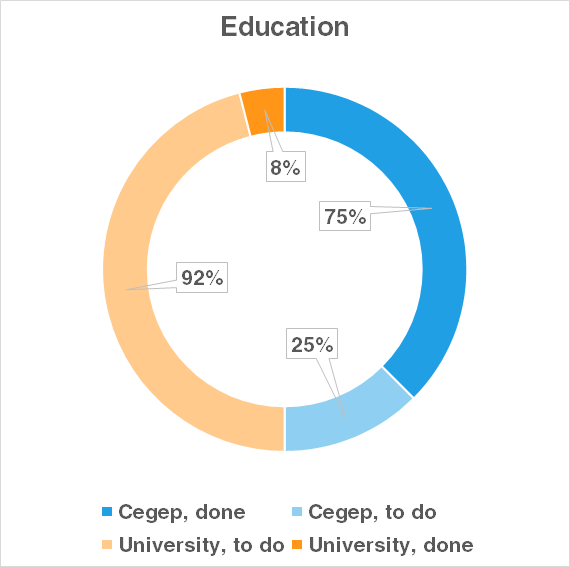 Education
8%
75%
92%
25%
Cegep, done Cegep, to do
University, to do University, done